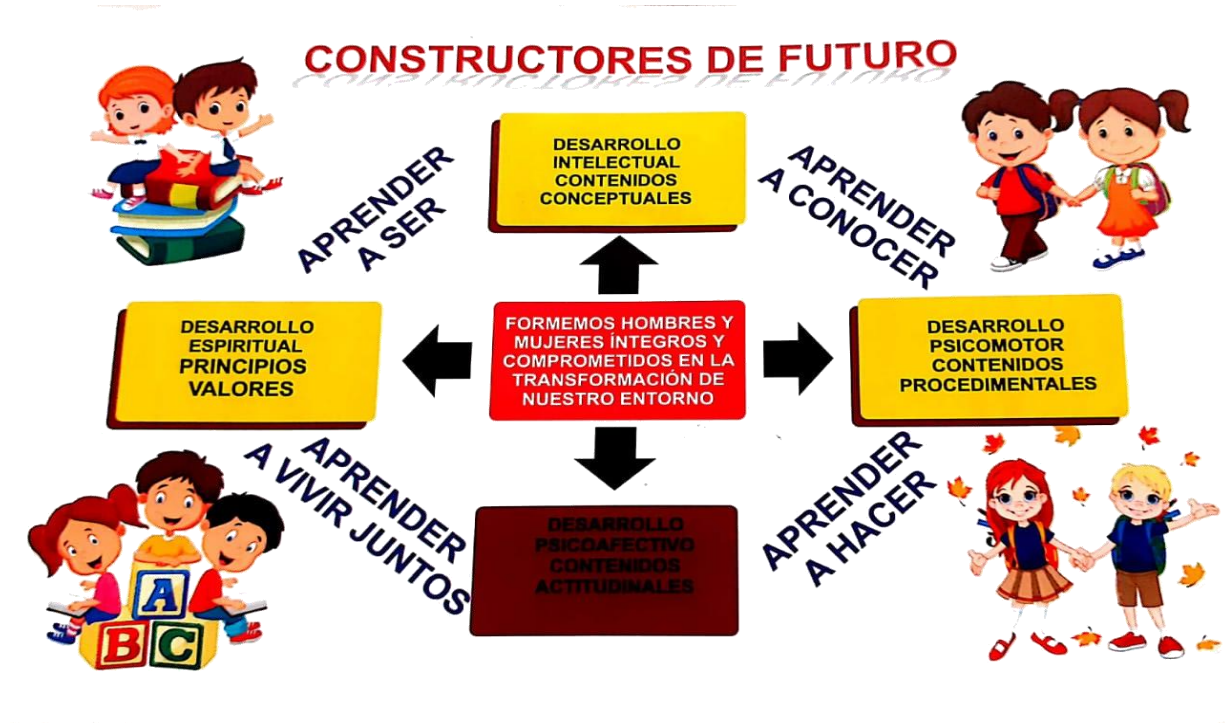 CONSTRUCTORES DE FUTURO
APRENDER
A SER
DESARROLLO
INTELECTUAL
CONTENIDOS
CONCEPTUALES
APRENDER
A CONOCER
DESARROLLO
ESPIRITUAL
PRINCIPIOS
VALORES
FORMEMOS HOMBRES Y
MUJERES ÍNTEGROS Y
COMPROMETIDOS EN LA
TRANSFORMACIÓN DE
NUESTRO ENTORNO
DESARROLLO
PSICOMOTOR
CONTENIDOS
PROCEDIMENTALES
APRENDER
A VIVIR JUNTOS
DESARROLLO
PSICOAFECTIVO
CONTENIDOS
ACTITUDINALES
APRENDER
A HACER
A
B C